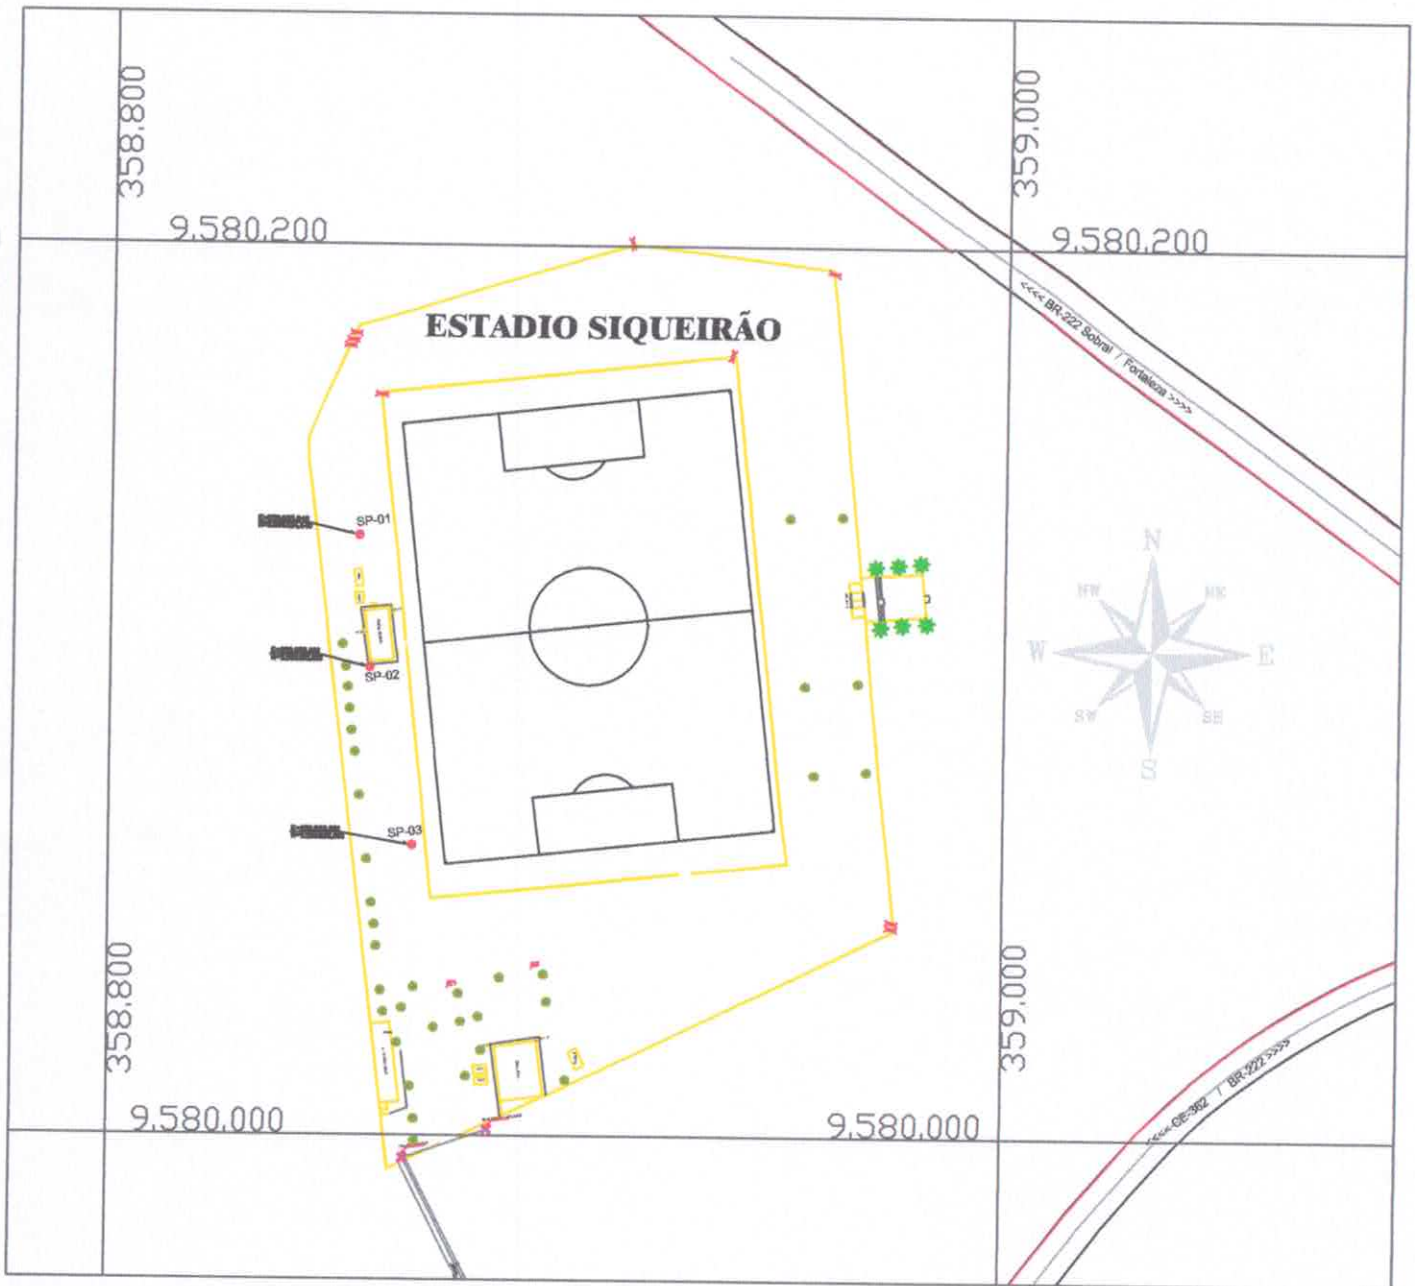 358,800
359,000
9,580,200
9,580,200
ESTADIO SIQUEIRÃO
<<<< BR-222 Sobral / Fortaleza >>>>
SP-01
SP-02
SP-03
N
NW
NE
W
E
SW
SE
S
358,800
359,000
9,580,000
9,580,000
<<<<CE-362 / BR-222 >>>>